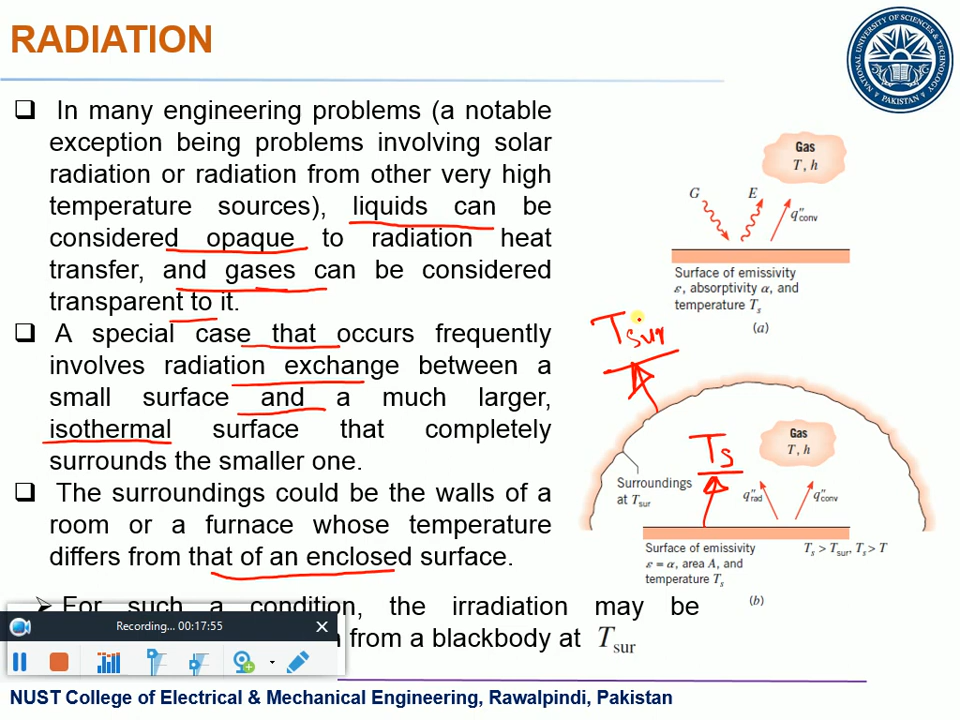 RADIATION
NATIONAL UNIVERSITY OF SCIENCES & TECHNOLOGY
PAKISTAN
❑ In many engineering problems (a notable
exception being problems involving solar
radiation or radiation from other very high
temperature sources), liquids can be
considered opaque to radiation heat
transfer, and gases can be considered
transparent to it.
❑ A special case that occurs frequently
involves radiation exchange between a
small surface and a much larger,
isothermal surface that completely
surrounds the smaller one.
❑ The surroundings could be the walls of a
room or a furnace whose temperature
differs from that of an enclosed surface.
➢ For such a condition, the irradiation may be
from a blackbody at Tsur
Gas
T, h
G
E
q″conv
Surface of emissivity
ε, absorptivity α, and
temperature Ts
(a)
Tsur
Ts
Gas
T, h
Surroundings
at Tsur
q″rad
q″conv
Surface of emissivity
ε = α, area A, and
temperature Ts
Ts > Tsur, Ts > T
(b)
Recording... 00:17:55
NUST College of Electrical & Mechanical Engineering, Rawalpindi, Pakistan